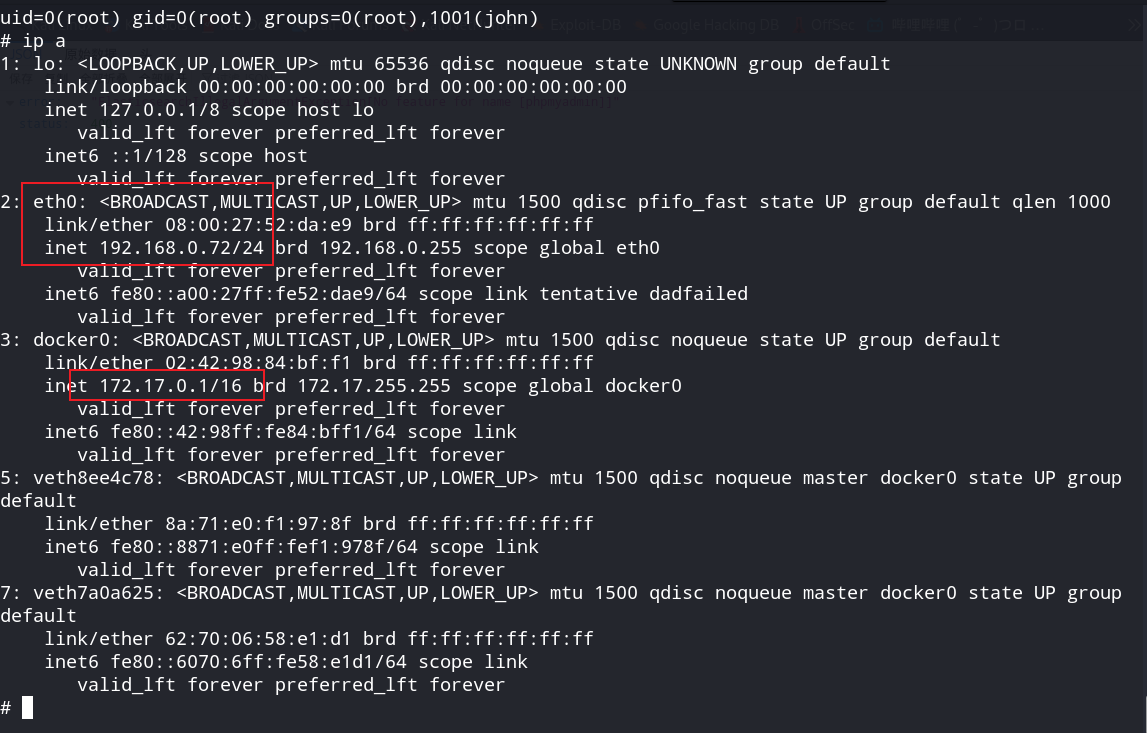 uid=0(root) gid=0(root) groups=0(root),1001(john)
Exploit-DB Google Hacking DB OffSec
# ip a
1: lo: <LOOPBACK,UP,LOWER_UP> mtu 65536 qdisc noqueue state UNKNOWN group default
    link/loopback 00:00:00:00:00:00 brd 00:00:00:00:00:00
    inet 127.0.0.1/8 scope host lo
       valid_lft forever preferred_lft forever
    inet6 ::1/128 scope host
       valid_lft forever preferred_lft forever
2: eth0: <BROADCAST,MULTICAST,UP,LOWER_UP> mtu 1500 qdisc pfifo_fast state UP group default qlen 1000
    link/ether 08:00:27:52:da:e9 brd ff:ff:ff:ff:ff:ff
    inet 192.168.0.72/24 brd 192.168.0.255 scope global eth0
       valid_lft forever preferred_lft forever
    inet6 fe80::a00:27ff:fe52:dae9/64 scope link tentative dadfailed
       valid_lft forever preferred_lft forever
3: docker0: <BROADCAST,MULTICAST,UP,LOWER_UP> mtu 1500 qdisc noqueue state UP group default
    link/ether 02:42:98:84:bf:f1 brd ff:ff:ff:ff:ff:ff
    inet 172.17.0.1/16 brd 172.17.255.255 scope global docker0
       valid_lft forever preferred_lft forever
    inet6 fe80::42:98ff:fe84:bff1/64 scope link
       valid_lft forever preferred_lft forever
5: veth8ee4c78: <BROADCAST,MULTICAST,UP,LOWER_UP> mtu 1500 qdisc noqueue master docker0 state UP group
default
    link/ether 8a:71:e0:f1:97:8f brd ff:ff:ff:ff:ff:ff
    inet6 fe80::8871:e0ff:fef1:978f/64 scope link
       valid_lft forever preferred_lft forever
7: veth7a0a625: <BROADCAST,MULTICAST,UP,LOWER_UP> mtu 1500 qdisc noqueue master docker0 state UP group
default
    link/ether 62:70:06:58:e1:d1 brd ff:ff:ff:ff:ff:ff
    inet6 fe80::6070:6ff:fe58:e1d1/64 scope link
       valid_lft forever preferred_lft forever
#